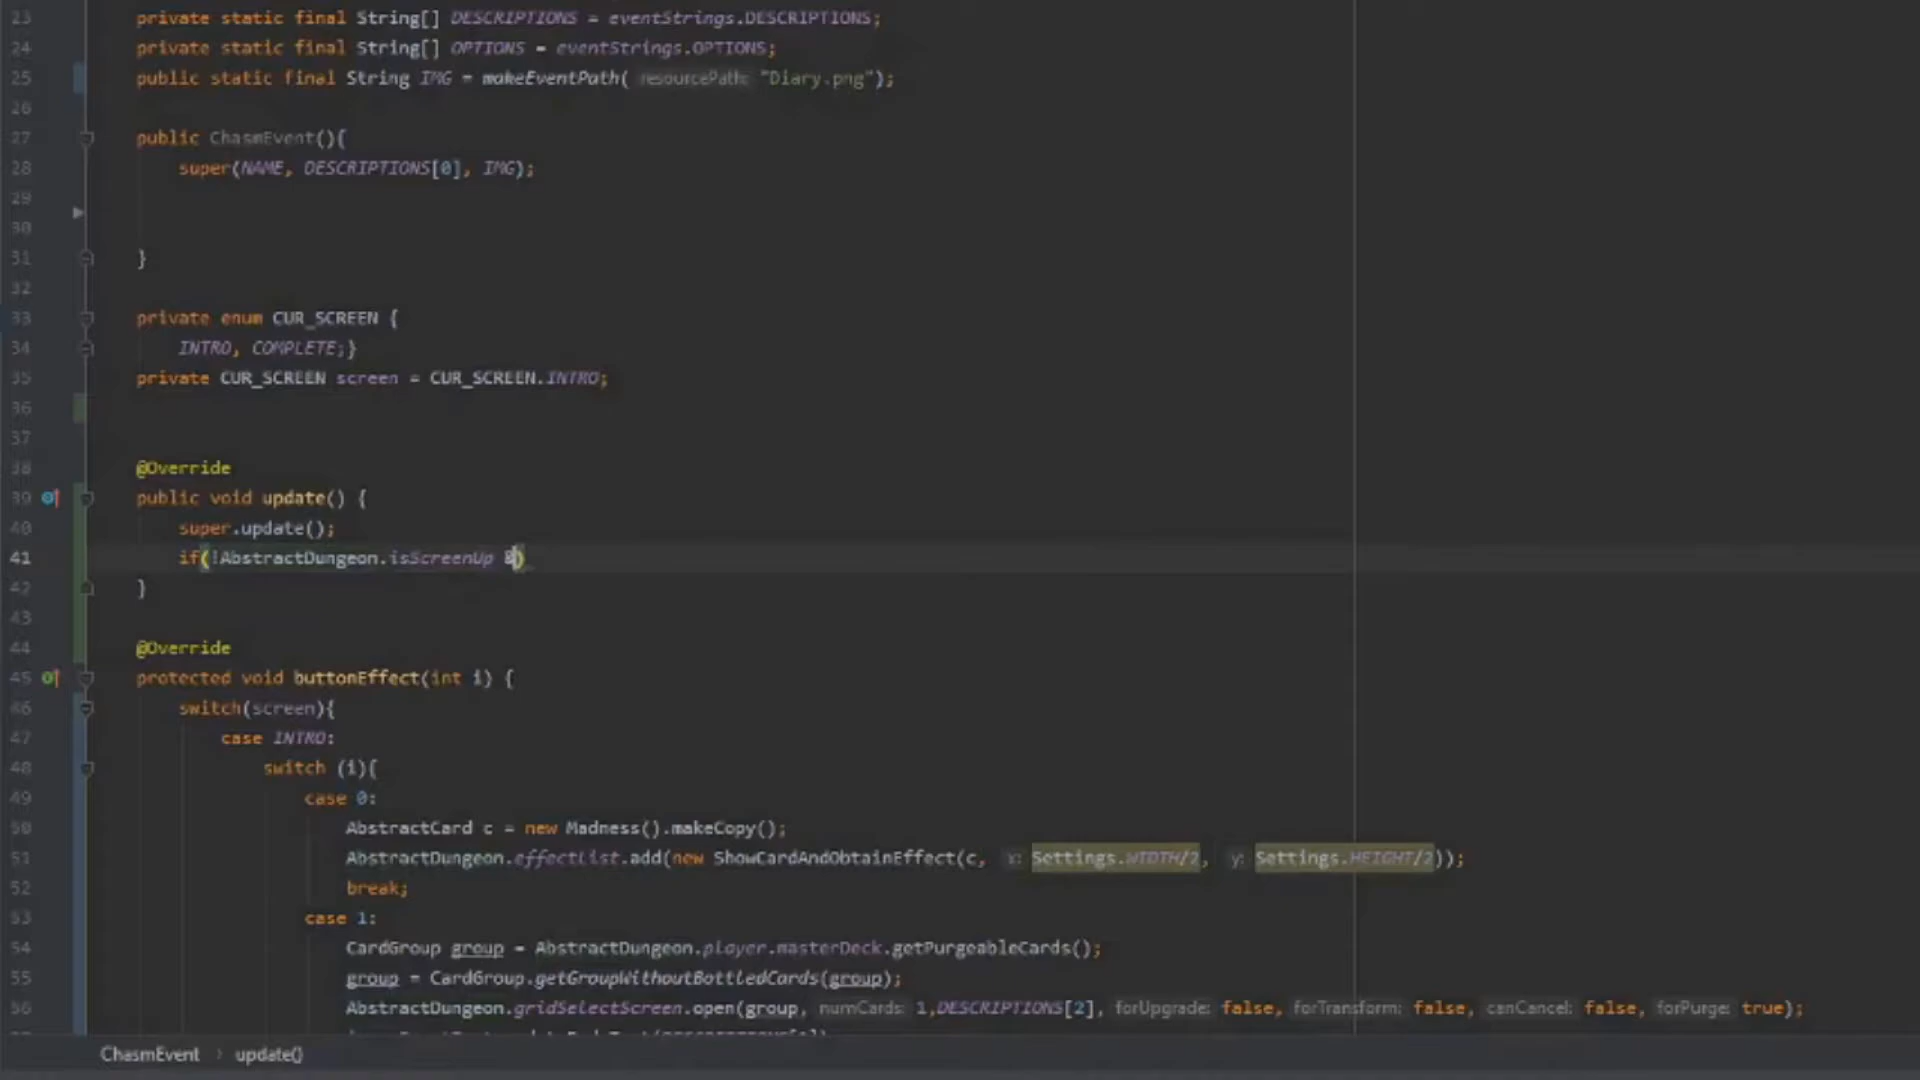 23 private static final String[] DESCRIPTIONS = eventStrings.DESCRIPTIONS;
24 private static final String[] OPTIONS = eventStrings.OPTIONS;
25 public static final String IMG = makeEventPath( resourcePath: "Diary.png");
26
27 public ChasmEvent(){
28 super(NAME, DESCRIPTIONS[0], IMG);
29
30
31 }
32
33 private enum CUR_SCREEN {
34 INTRO, COMPLETE;}
35 private CUR_SCREEN screen = CUR_SCREEN.INTRO;
36
37
38 @Override
39 public void update() {
40 super.update();
41 if(!AbstractDungeon.isScreenUp &)
42 }
43
44 @Override
45 protected void buttonEffect(int i) {
46 switch(screen){
47 case INTRO:
48 switch (i){
49 case 0:
50 AbstractCard c = new Madness().makeCopy();
51 AbstractDungeon.effectList.add(new ShowCardAndObtainEffect(c, x: Settings.WIDTH/2, y: Settings.HEIGHT/2));
52 break;
53 case 1:
54 CardGroup group = AbstractDungeon.player.masterDeck.getPurgeableCards();
55 group = CardGroup.getGroupWithoutBottledCards(group);
56 AbstractDungeon.gridSelectScreen.open(group, numCards: 1,DESCRIPTIONS[2], forUpgrade: false, forTransform: false, canCancel: false, forPurge: true);
ChasmEvent › update()